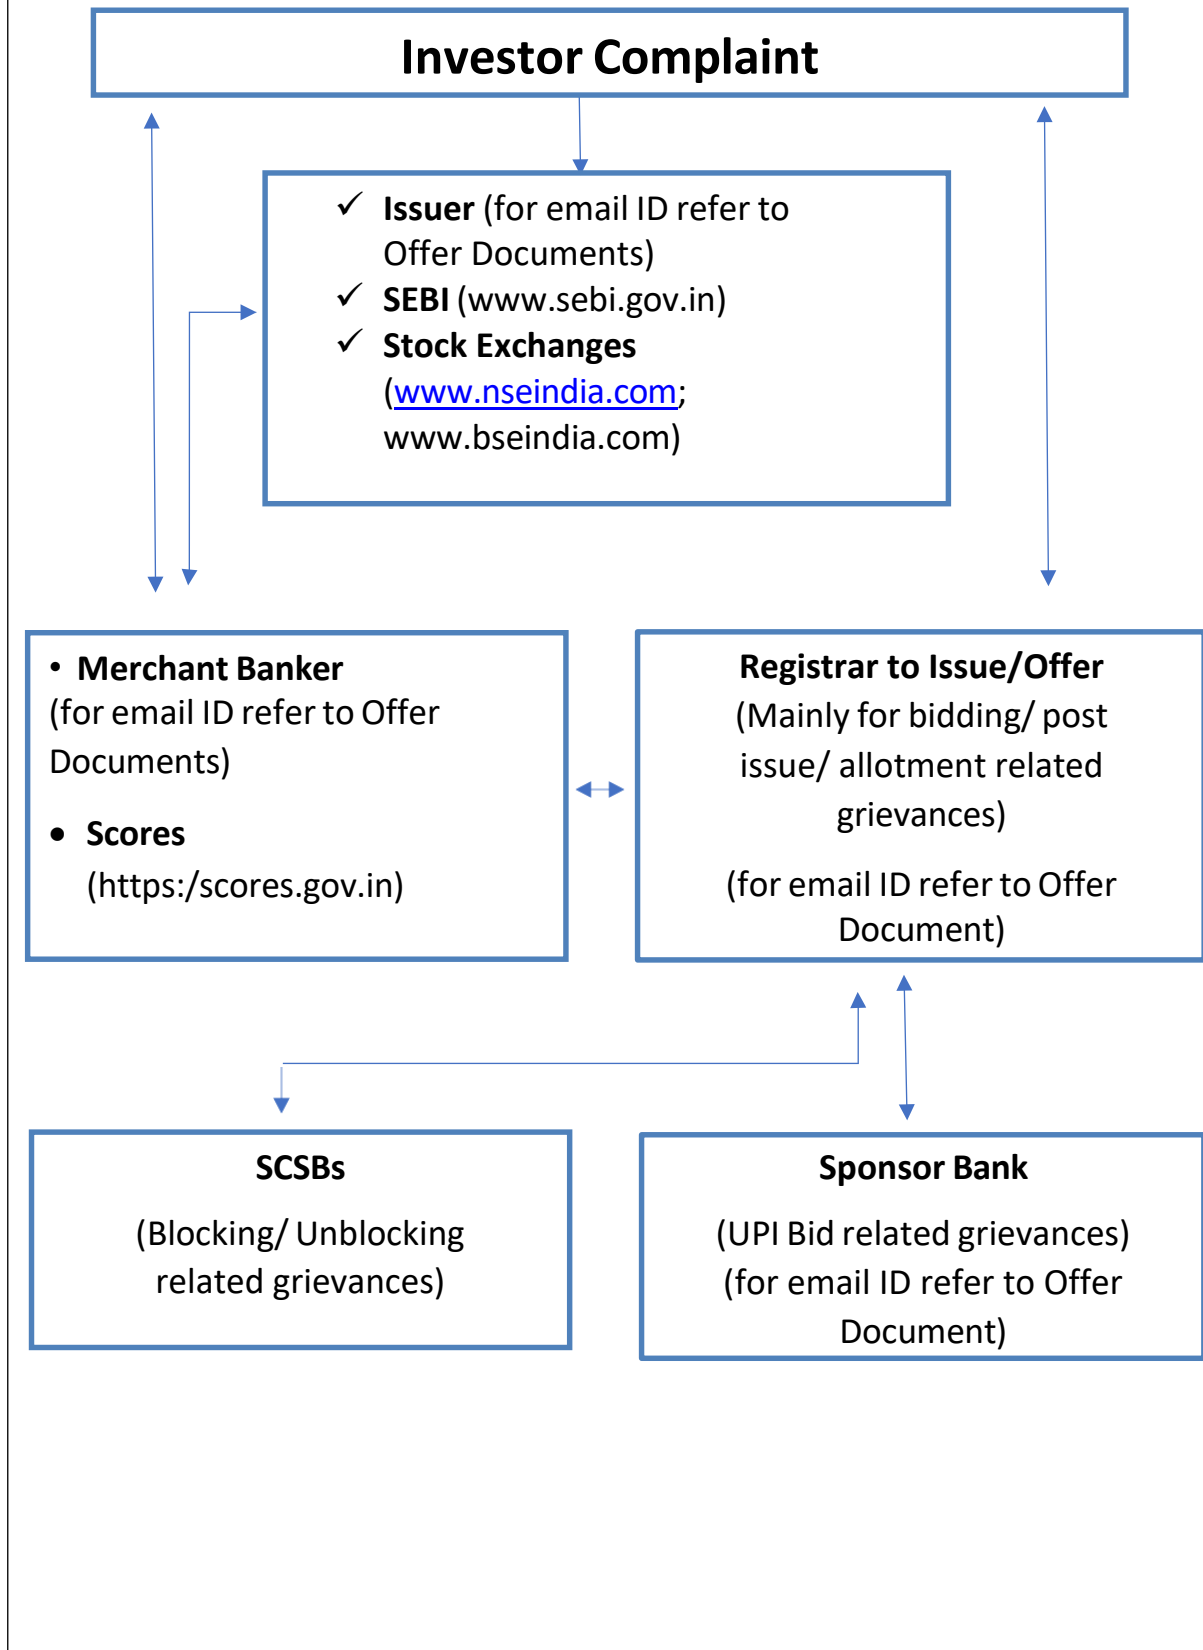 Investor Complaint
✓ Issuer (for email ID refer to
Offer Documents)
✓ SEBI (www.sebi.gov.in)
✓ Stock Exchanges
(www.nseindia.com;
www.bseindia.com)
• Merchant Banker
(for email ID refer to Offer
Documents)
• Scores
(https:/scores.gov.in)
Registrar to Issue/Offer
(Mainly for bidding/ post
issue/ allotment related
grievances)
(for email ID refer to Offer
Document)
SCSBs
(Blocking/ Unblocking
related grievances)
Sponsor Bank
(UPI Bid related grievances)
(for email ID refer to Offer
Document)